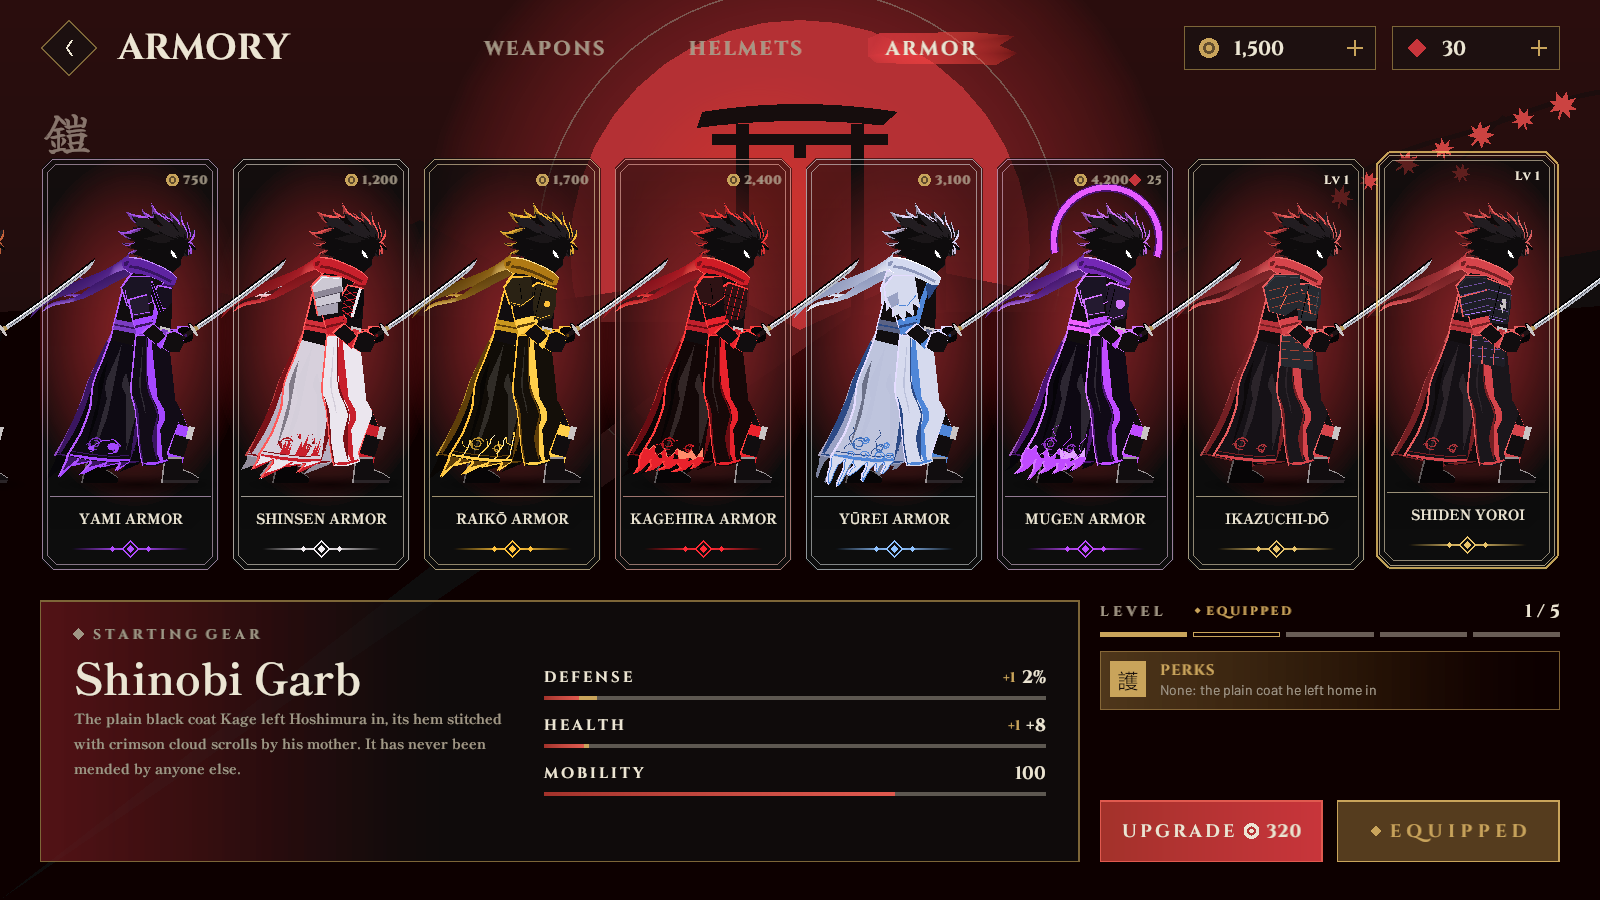 ARMORY
WEAPONS
HELMETS
ARMOR
1,500
30
鎧
750
1,200
1,700
2,400
3,100
4,200 25
Lv 1
Lv 1
YAMI ARMOR
SHINSEN ARMOR
RAIKŌ ARMOR
KAGEHIRA ARMOR
YŪREI ARMOR
MUGEN ARMOR
IKAZUCHI-DŌ
SHIDEN YOROI
STARTING GEAR
Shinobi Garb
The plain black coat Kage left Hoshimura in, its hem stitched
with crimson cloud scrolls by his mother. It has never been
mended by anyone else.
DEFENSE +1 2%
HEALTH +1 +8
MOBILITY 100
LEVEL EQUIPPED 1 / 5
護
PERKS
None: the plain coat he left home in
UPGRADE 320
EQUIPPED